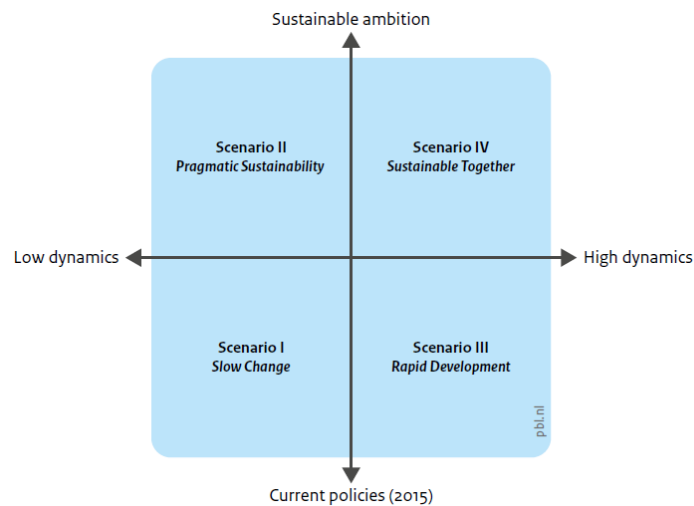 Sustainable ambition
Scenario II
Pragmatic Sustainability
Scenario IV
Sustainable Together
Low dynamics
High dynamics
Scenario I
Slow Change
Scenario III
Rapid Development
pbl.nl
Current policies (2015)